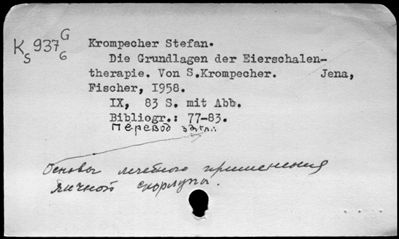 K 937 G
S 6
Krompecher Stefan.
Die Grundlagen der Eierschalen-
therapie. Von S.Krompecher. Jena,
Fischer, 1958.
IX, 83 S. mit Abb.
Bibliogr.: 77-83.
Перевод загл.:
Основы лечебного применения
яичной скорлупы.